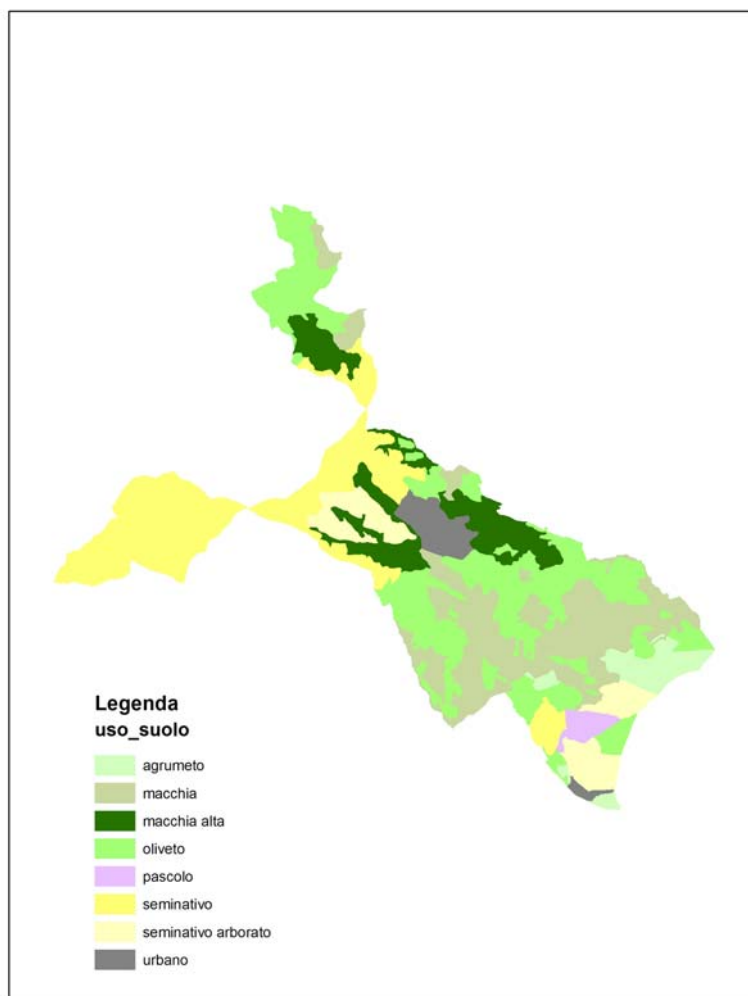 Legenda
uso_suolo
agrumeto
macchia
macchia alta
oliveto
pascolo
seminativo
seminativo arborato
urbano